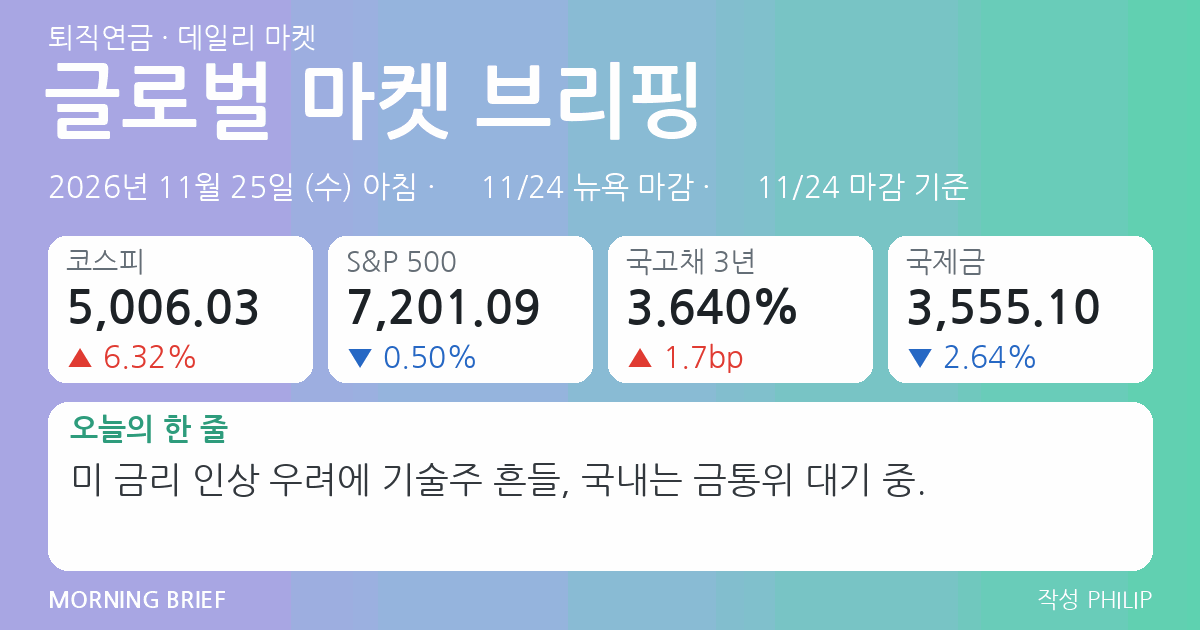 퇴직연금 · 데일리 마켓
글로벌 마켓 브리핑
2026년 11월 25일 (수) 아침 · 11/24 뉴욕 마감 · 11/24 마감 기준
코스피
5,006.03
▲ 6.32%
S&P 500
7,201.09
▼ 0.50%
국고채 3년
3.640%
▲ 1.7bp
국제금
3,555.10
▼ 2.64%
오늘의 한 줄
미 금리 인상 우려에 기술주 흔들, 국내는 금통위 대기 중.
MORNING BRIEF
작성 PHILIP